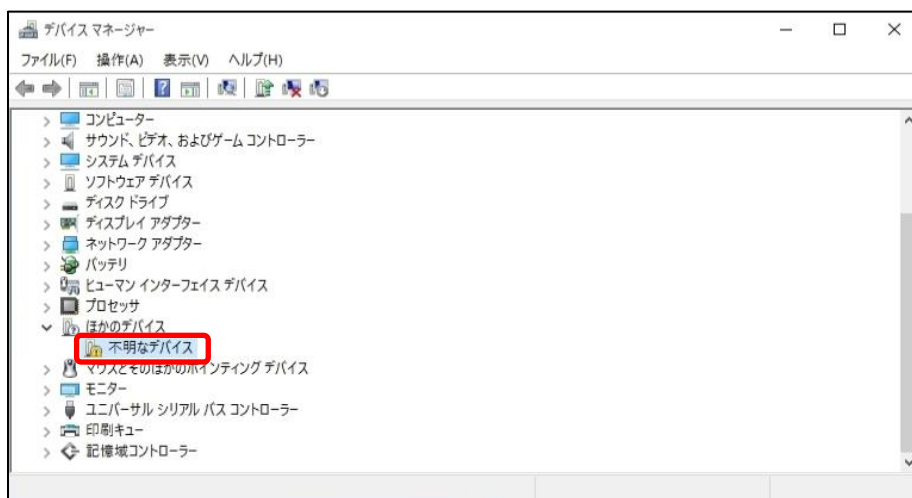 デバイス マネージャー
ファイル(F) 操作(A) 表示(V) ヘルプ(H)
コンピューター
サウンド、ビデオ、およびゲーム コントローラー
システム デバイス
ソフトウェア デバイス
ディスク ドライブ
ディスプレイ アダプター
ネットワーク アダプター
バッテリ
ヒューマン インターフェイス デバイス
プロセッサ
ほかのデバイス
不明なデバイス
マウスとそのほかのポインティング デバイス
モニター
ユニバーサル シリアル バス コントローラー
印刷キュー
記憶域コントローラー